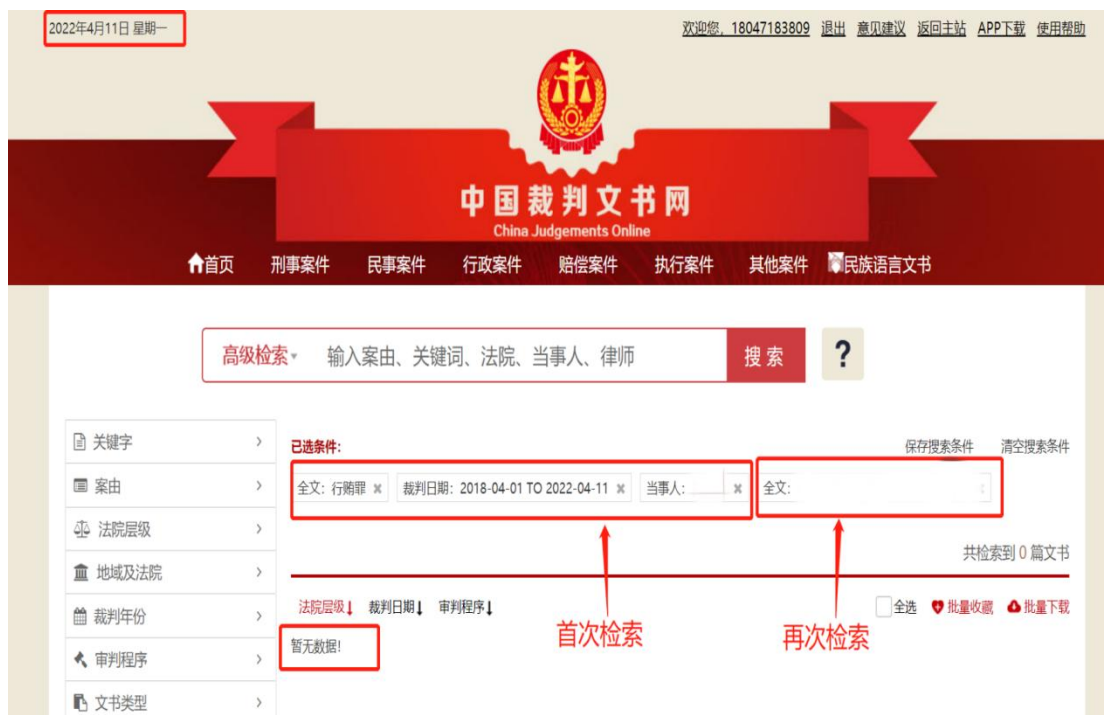 2022年4月11日 星期一
欢迎您，18047183809 退出 意见建议 返回主站 APP下载 使用帮助
中国裁判文书网
China Judgements Online
首页 刑事案件 民事案件 行政案件 赔偿案件 执行案件 其他案件 民族语言文书
高级检索 输入案由、关键词、法院、当事人、律师 搜索 ?
关键字
案由
法院层级
地域及法院
裁判年份
审判程序
文书类型
已选条件：
保存搜索条件 清空搜索条件
全文：行贿罪 × 裁判日期：2018-04-01 TO 2022-04-11 × 当事人： × 全文：
共检索到 0 篇文书
法院层级↓ 裁判日期↓ 审判程序↓
全选 批量收藏 批量下载
首次检索
再次检索
暂无数据！